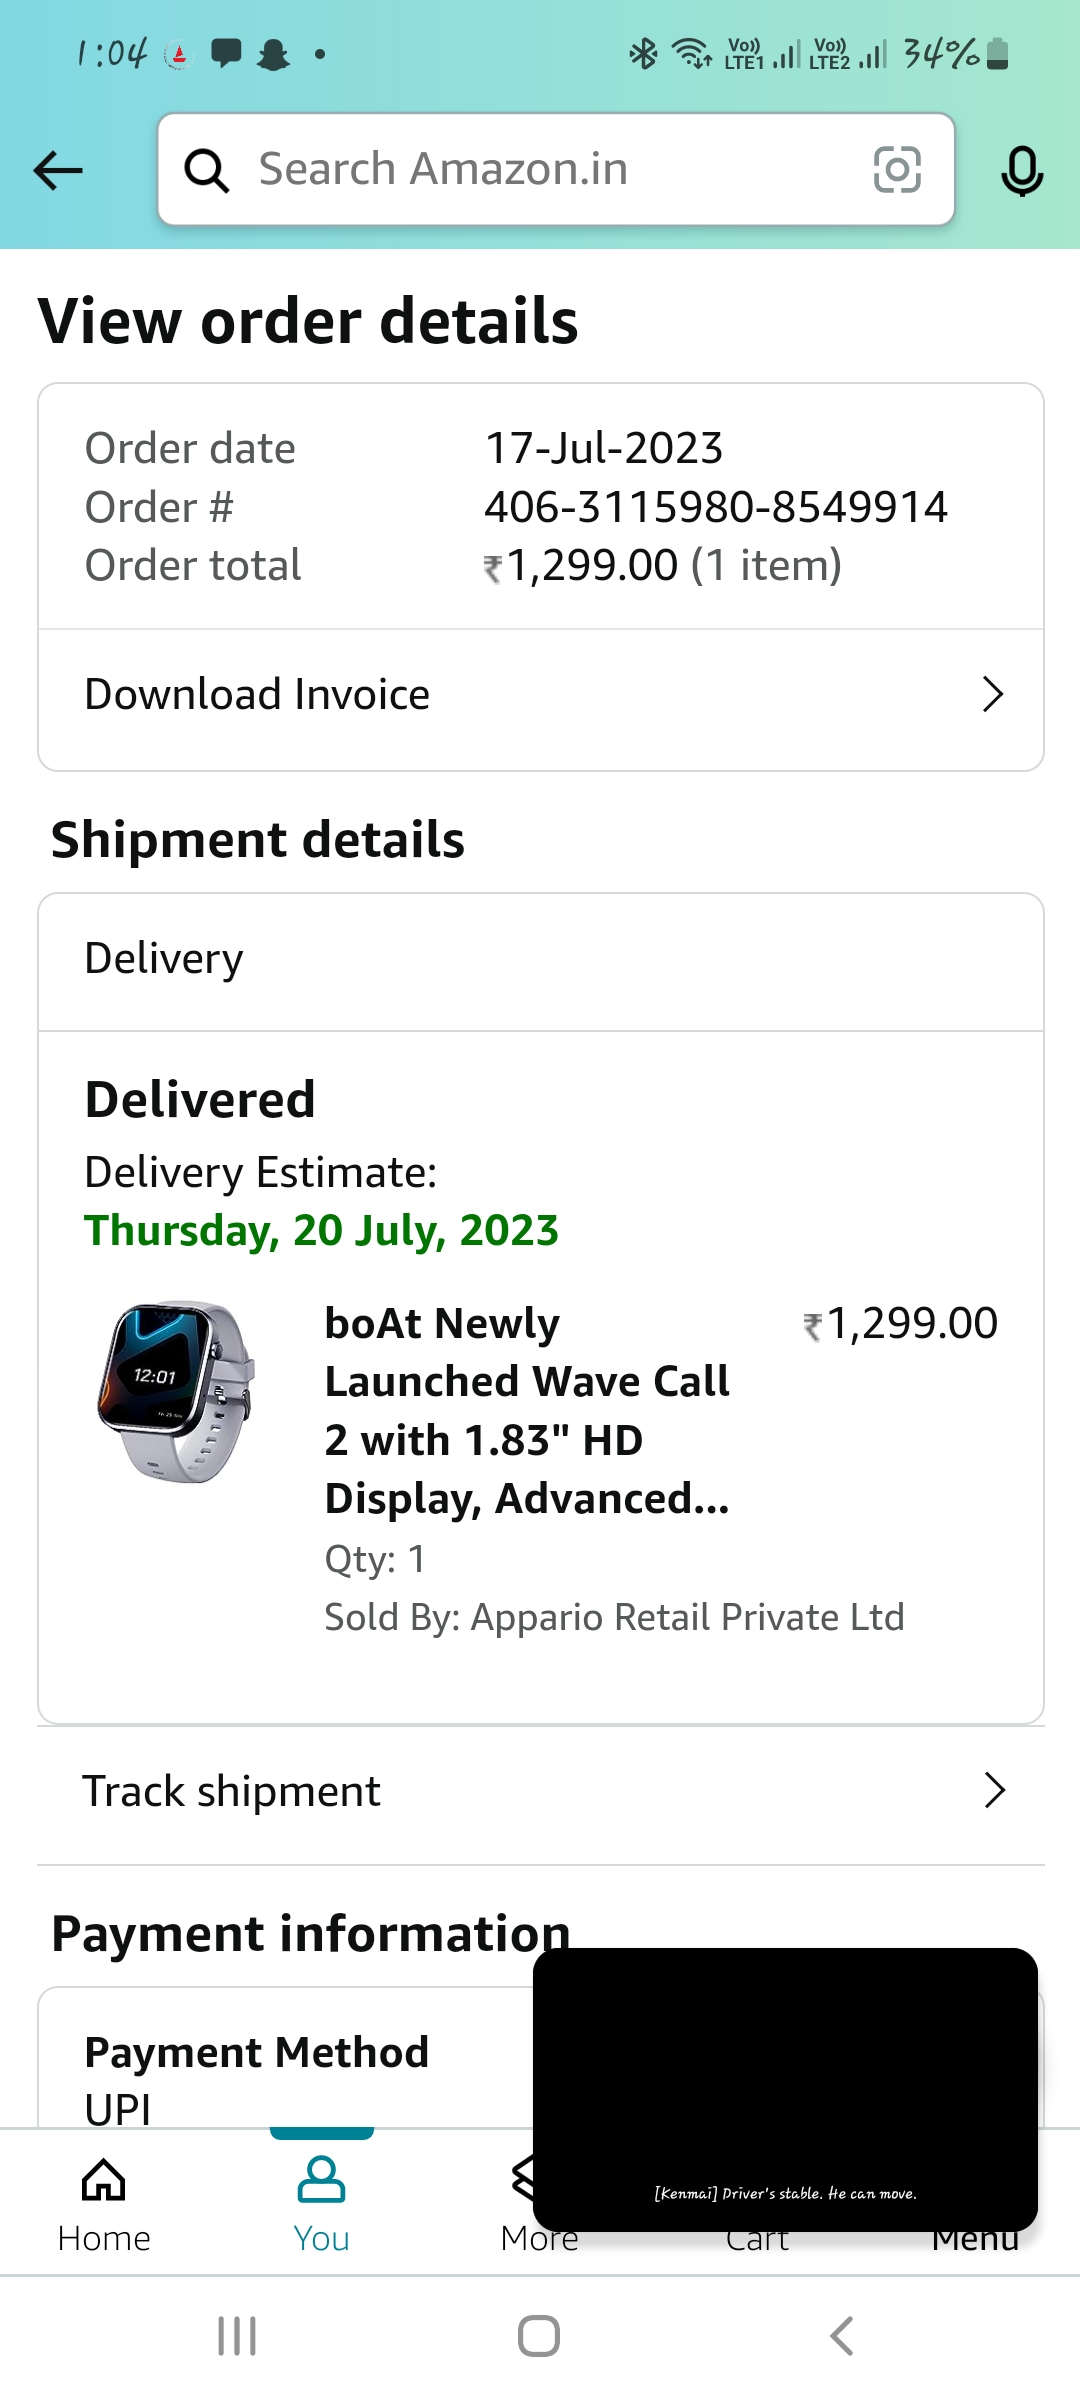 1:04
Vo))
LTE1
Vo))
LTE2
34%
Search Amazon.in
View order details
Order date 17-Jul-2023
Order # 406-3115980-8549914
Order total ₹1,299.00 (1 item)
Download Invoice
Shipment details
Delivery
Delivered
Delivery Estimate:
Thursday, 20 July, 2023
12:01
boAt Newly ₹1,299.00
Launched Wave Call
2 with 1.83" HD
Display, Advanced...
Qty: 1
Sold By: Appario Retail Private Ltd
Track shipment
Payment information
Payment Method
UPI
[Kenmai] Driver's stable. He can move.
Home You More Cart Menu